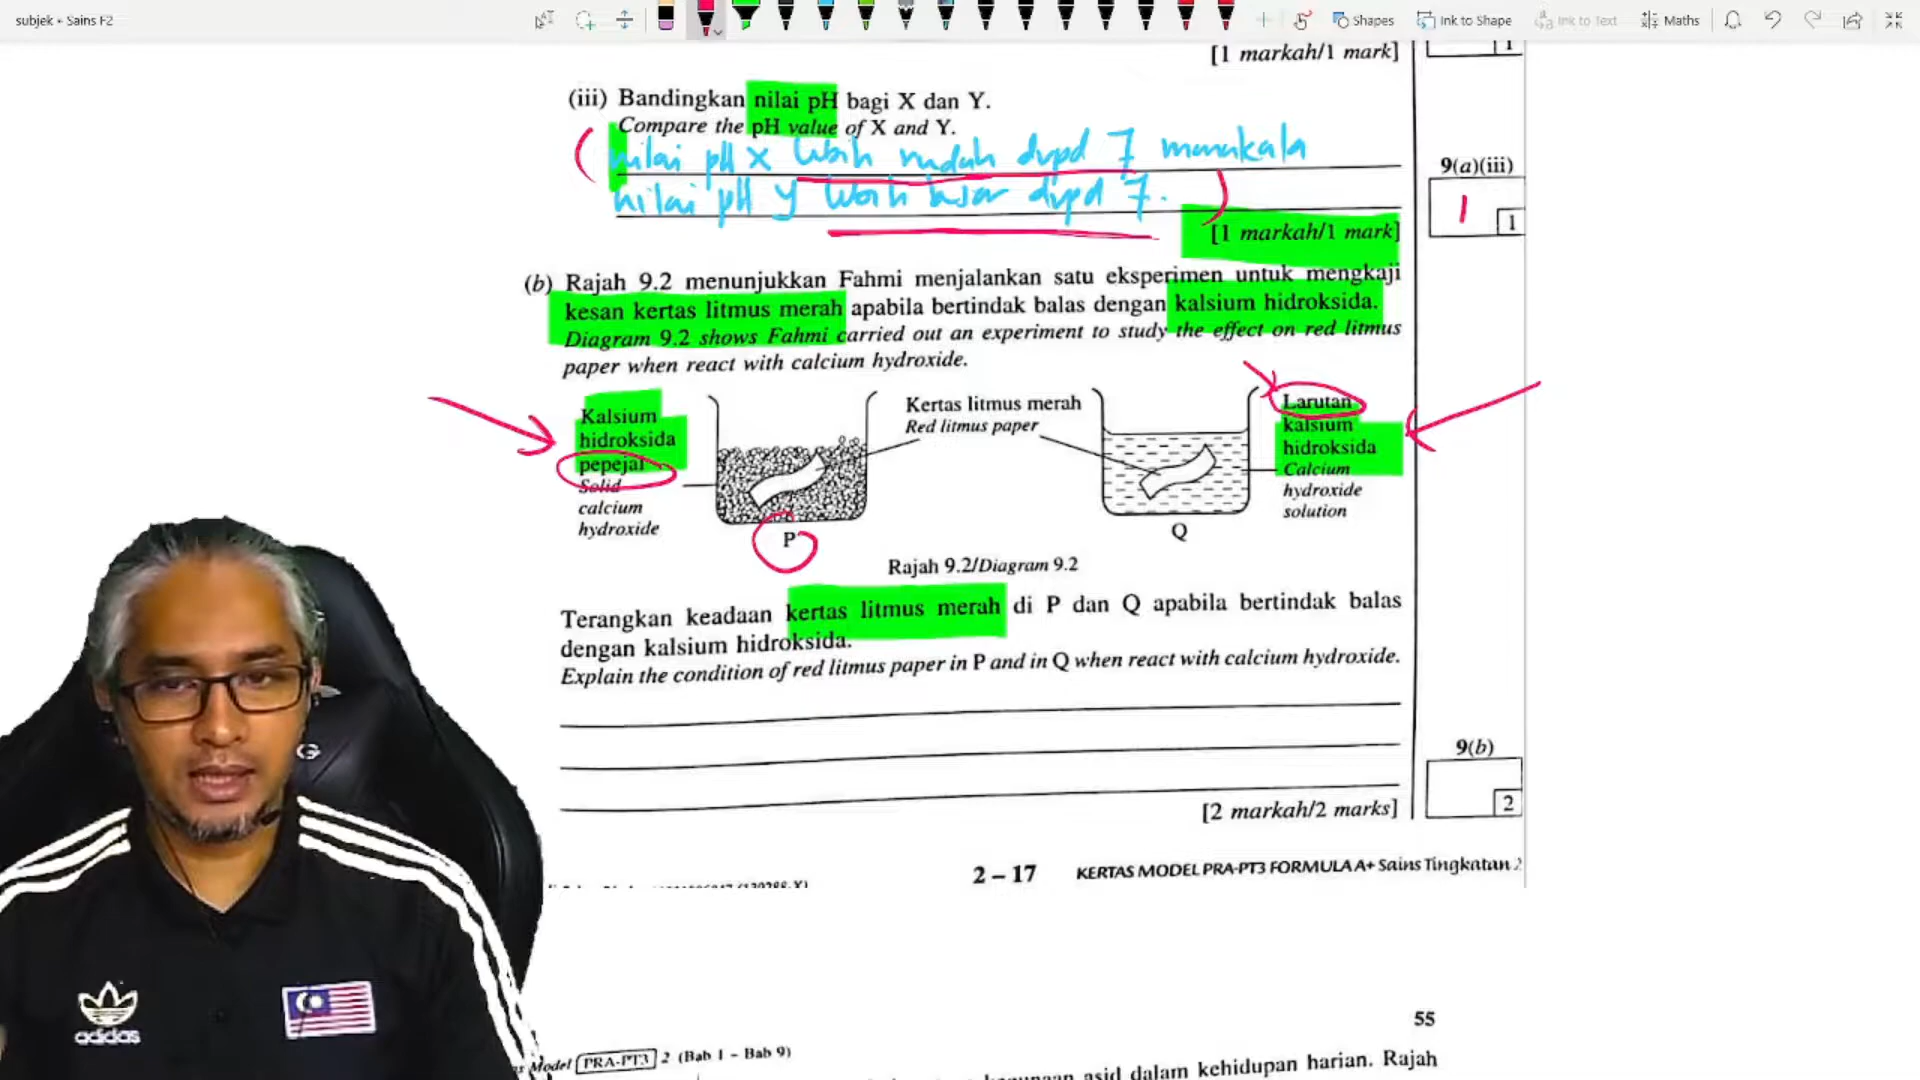 subjek • Sains F2
Shapes
Ink to Shape
Ink to Text
Maths
[1 markah/1 mark]
1
(iii) Bandingkan nilai pH bagi X dan Y.
Compare the pH value of X and Y.
nilai pH X lebih rendah drpd 7 manakala
nilai pH Y lebih besar drpd 7.
[1 markah/1 mark]
9(a)(iii)
1
1
(b) Rajah 9.2 menunjukkan Fahmi menjalankan satu eksperimen untuk mengkaji
kesan kertas litmus merah apabila bertindak balas dengan kalsium hidroksida.
Diagram 9.2 shows Fahmi carried out an experiment to study the effect on red litmus
paper when react with calcium hydroxide.
Kalsium
hidroksida
pepejal
Solid
calcium
hydroxide
P
Kertas litmus merah
Red litmus paper
Q
Larutan
kalsium
hidroksida
Calcium
hydroxide
solution
Rajah 9.2/Diagram 9.2
Terangkan keadaan kertas litmus merah di P dan Q apabila bertindak balas
dengan kalsium hidroksida.
Explain the condition of red litmus paper in P and in Q when react with calcium hydroxide.
[2 markah/2 marks]
9(b)
2
2 – 17
KERTAS MODEL PRA-PT3 FORMULA A+ Sains Tingkatan 2
adidas
G
55
Model PRA-PT3 2 (Bab 1 – Bab 9)
asid dalam kehidupan harian. Rajah